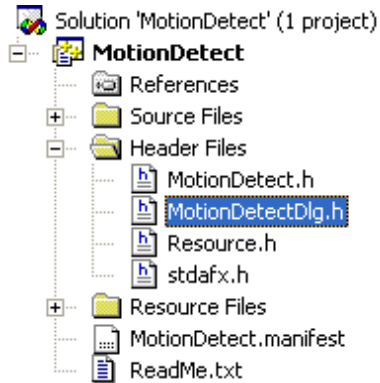 Solution 'MotionDetect' (1 project)
MotionDetect
References
Source Files
Header Files
MotionDetect.h
MotionDetectDlg.h
Resource.h
stdafx.h
Resource Files
MotionDetect.manifest
ReadMe.txt